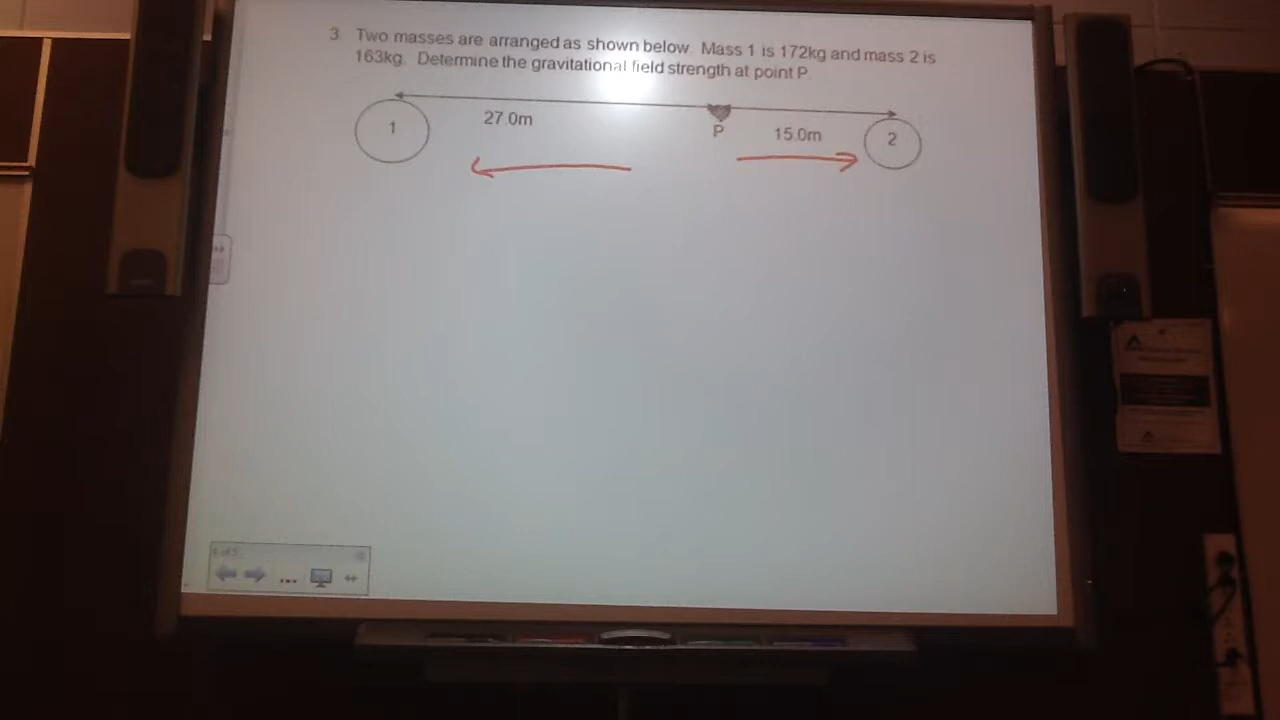 3 Two masses are arranged as shown below. Mass 1 is 172kg and mass 2 is
163kg. Determine the gravitational field strength at point P.
27.0m
1
P
15.0m
2